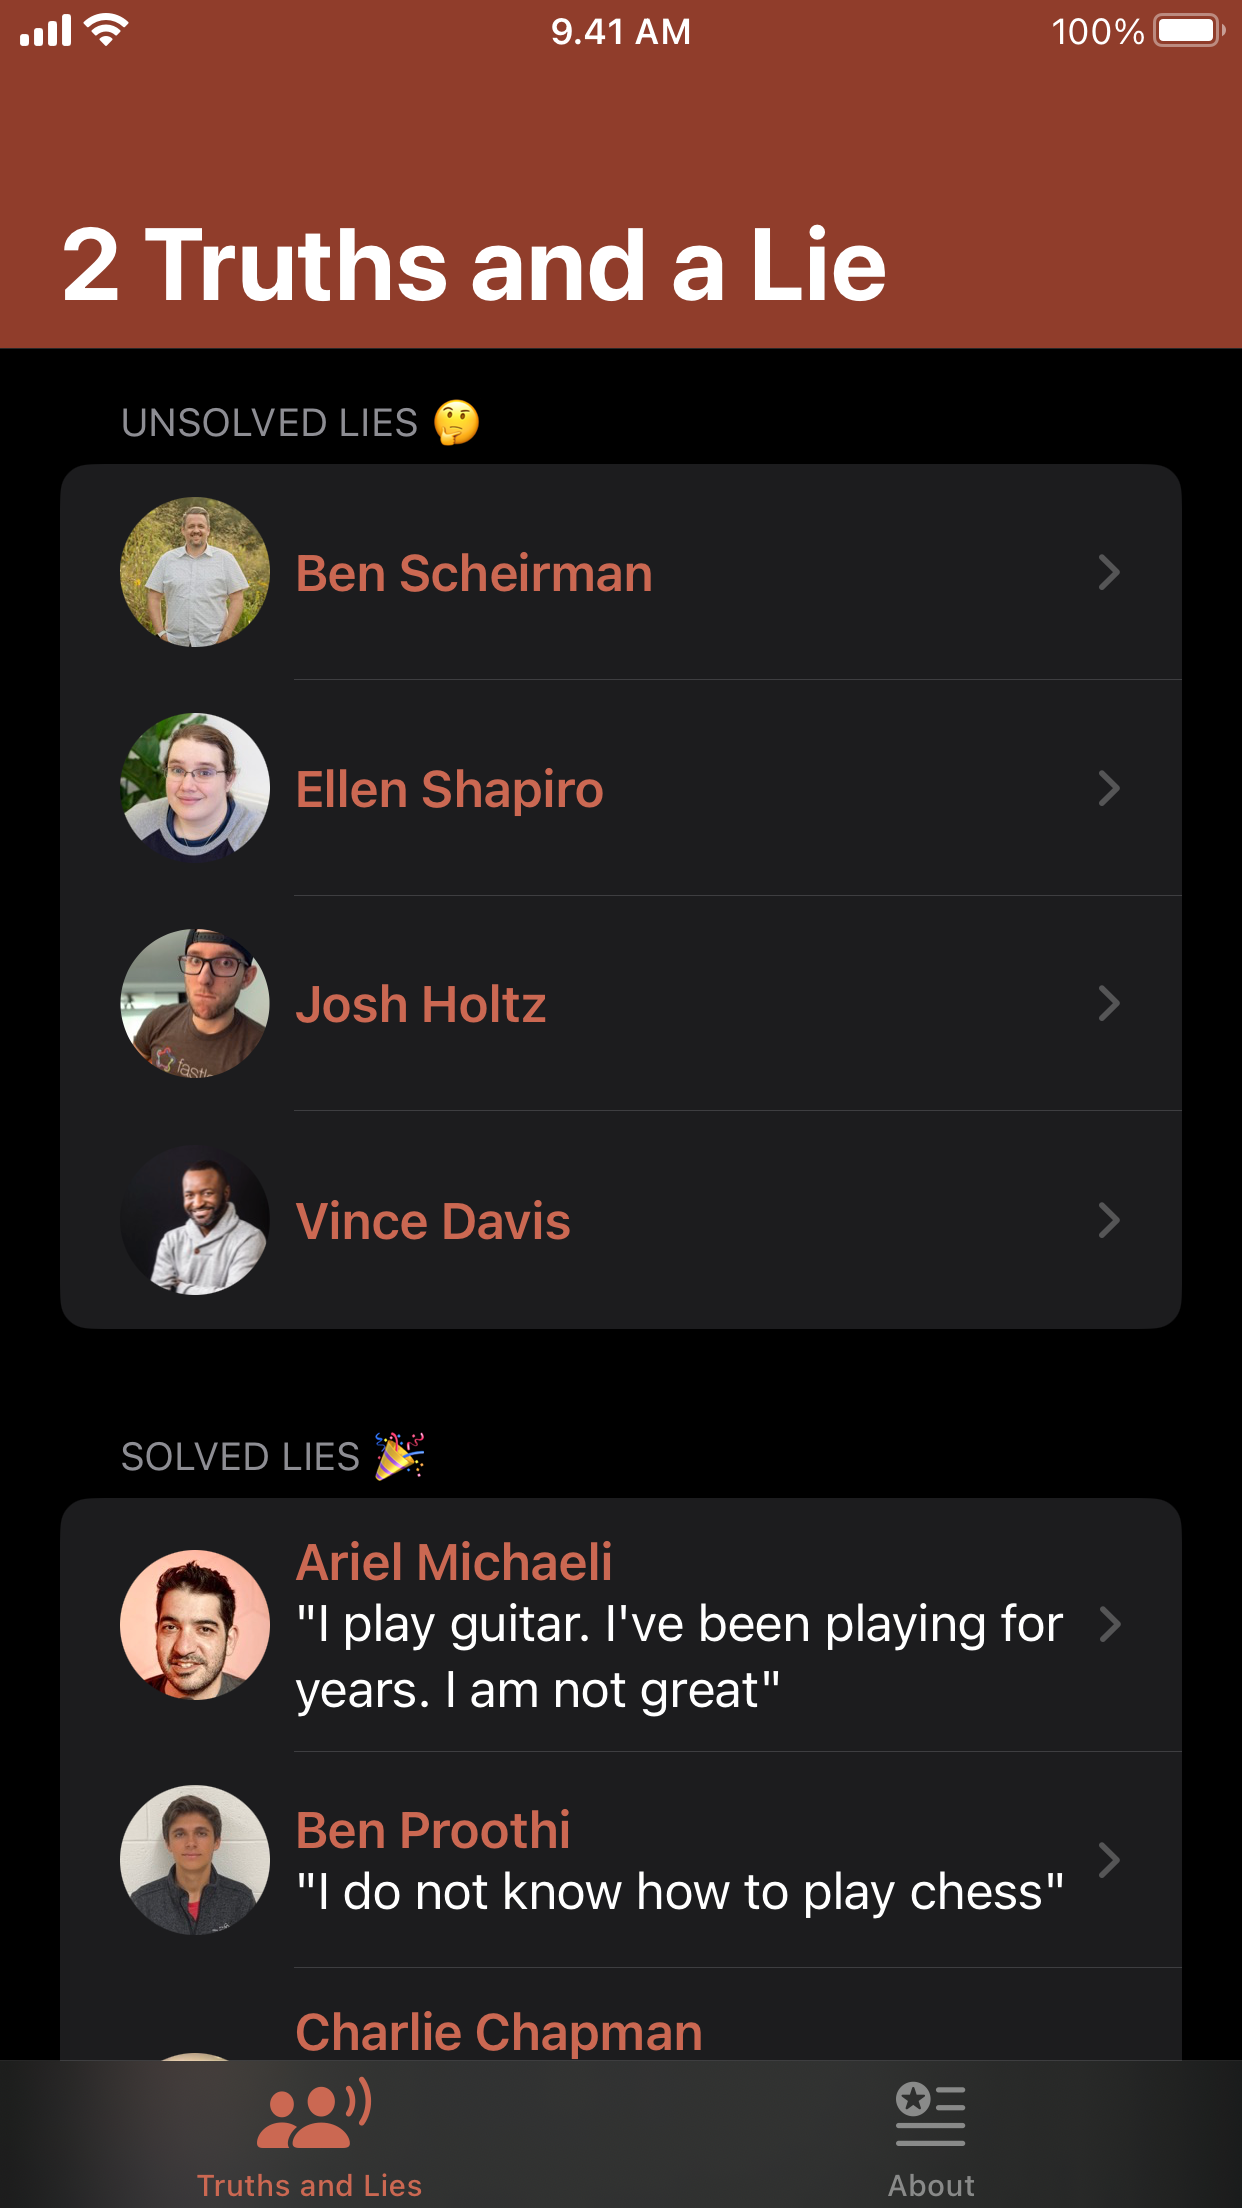 9.41 AM
100%
2 Truths and a Lie
UNSOLVED LIES 🤔
Ben Scheirman
Ellen Shapiro
Josh Holtz
Vince Davis
SOLVED LIES 🎉
Ariel Michaeli
"I play guitar. I've been playing for
years. I am not great"
Ben Proothi
"I do not know how to play chess"
Charlie Chapman
Truths and Lies
About